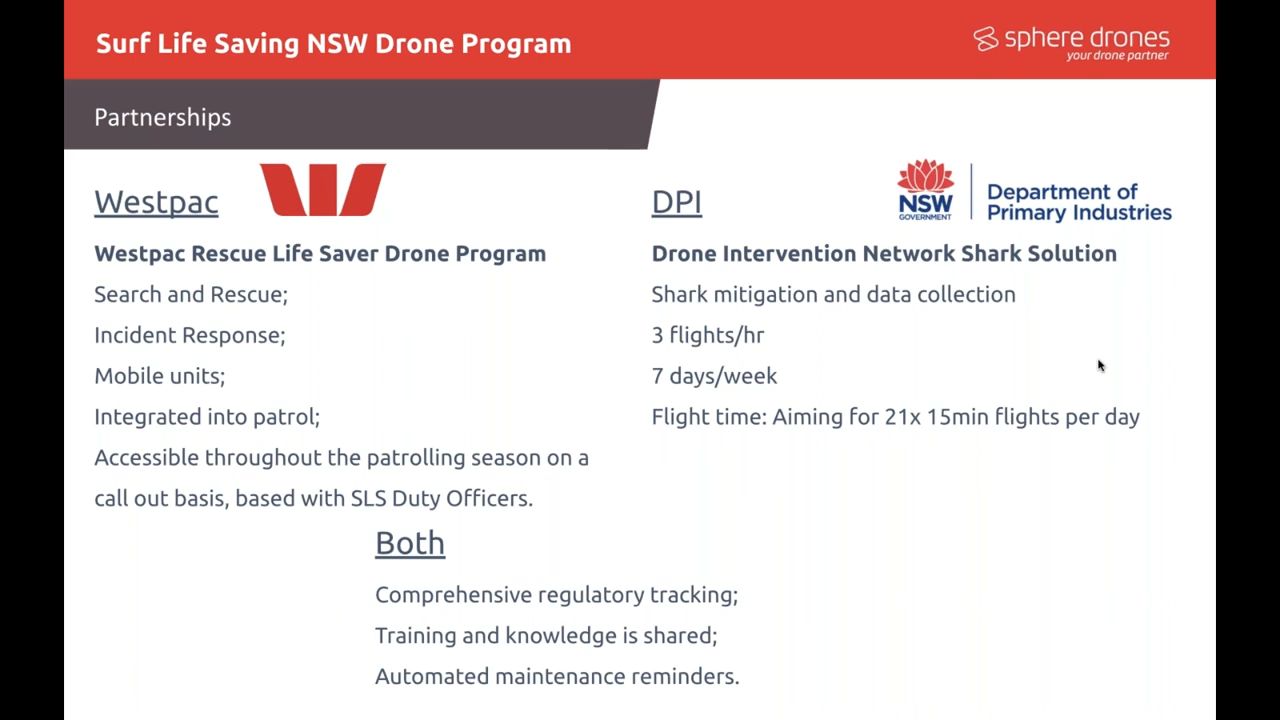 Surf Life Saving NSW Drone Program
sphere drones
your drone partner
Partnerships
Westpac
Westpac Rescue Life Saver Drone Program
Search and Rescue;
Incident Response;
Mobile units;
Integrated into patrol;
Accessible throughout the patrolling season on a
call out basis, based with SLS Duty Officers.
DPI
NSW
GOVERNMENT
Department of
Primary Industries
Drone Intervention Network Shark Solution
Shark mitigation and data collection
3 flights/hr
7 days/week
Flight time: Aiming for 21x 15min flights per day
Both
Comprehensive regulatory tracking;
Training and knowledge is shared;
Automated maintenance reminders.